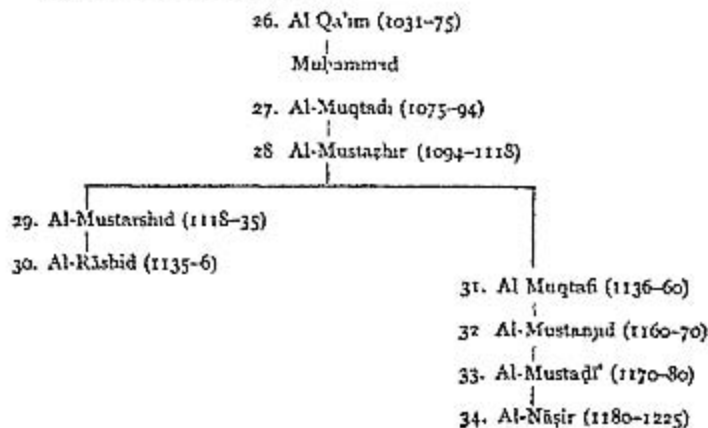 26. Al Qa'im (1031–75)
Muḥammad
27. Al-Muqtadi (1075–94)
28 Al-Mustaẓhir (1094–1118)
29. Al-Mustarshid (1118–35)
30. Al-Rāshid (1135–6)
31. Al Muqtafi (1136–60)
32 Al-Mustanjid (1160–70)
33. Al-Mustaḍī' (1170–80)
34. Al-Nāṣir (1180–1225)